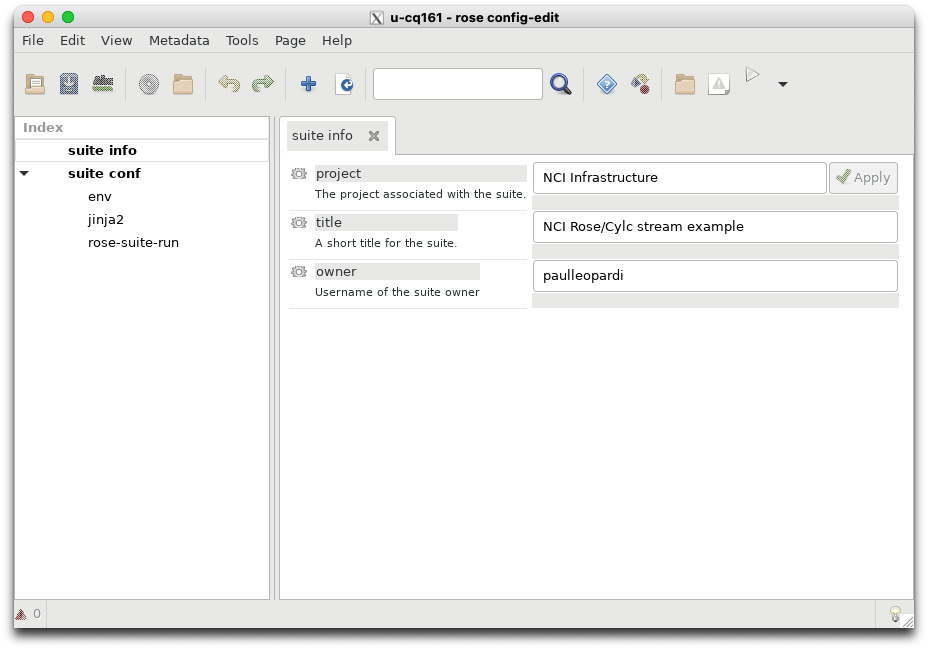 u-cq161 - rose config-edit
File Edit View Metadata Tools Page Help
Index
suite info
suite conf
env
jinja2
rose-suite-run
suite info
project
NCI Infrastructure
Apply
The project associated with the suite.
title
NCI Rose/Cylc stream example
A short title for the suite.
owner
paulleopardi
Username of the suite owner
0